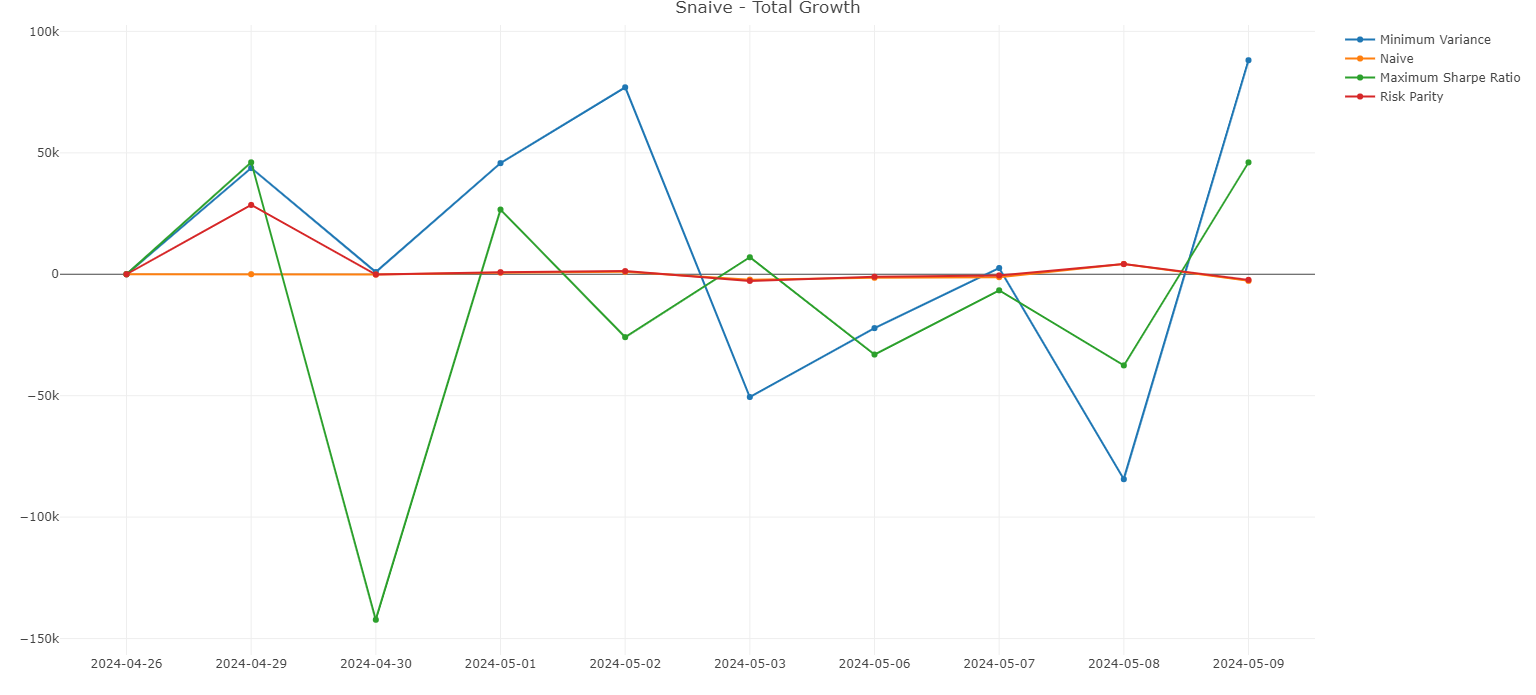 Snaive - Total Growth
100k
50k
0
−50k
−100k
−150k
2024-04-26 2024-04-29 2024-04-30 2024-05-01 2024-05-02 2024-05-03 2024-05-06 2024-05-07 2024-05-08 2024-05-09
Minimum Variance
Naive
Maximum Sharpe Ratio
Risk Parity